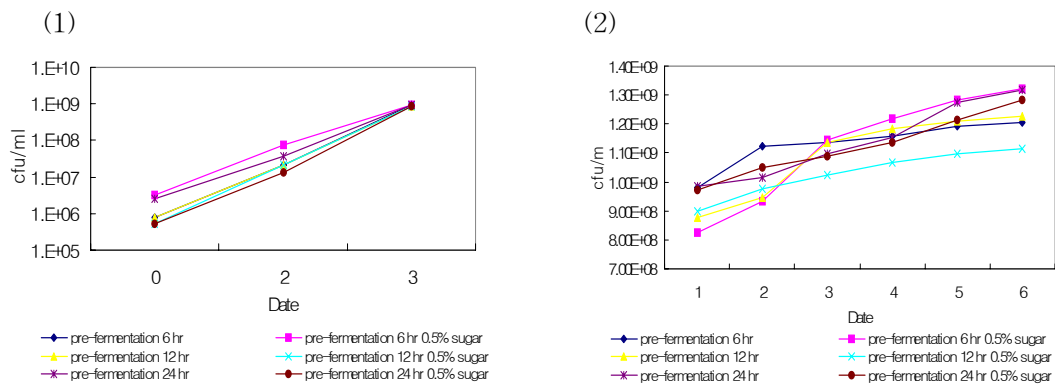 (1)
1.E+10
1.E+09
1.E+08
1.E+07
1.E+06
1.E+05
cfu/ml
0 2 3
Date
pre-fermentation 6 hr
pre-fermentation 6 hr 0.5% sugar
pre-fermentation 12 hr
pre-fermentation 12 hr 0.5% sugar
pre-fermentation 24 hr
pre-fermentation 24 hr 0.5% sugar
(2)
1.40E+09
1.30E+09
1.20E+09
1.10E+09
1.00E+09
9.00E+08
8.00E+08
7.00E+08
cfu/m
1 2 3 4 5 6
Date
pre-fermentation 6 hr
pre-fermentation 6 hr 0.5% sugar
pre-fermentation 12 hr
pre-fermentation 12 hr 0.5% sugar
pre-fermentation 24 hr
pre-fermentation 24 hr 0.5% sugar